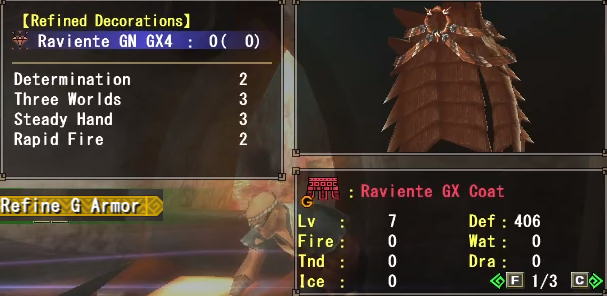 【Refined Decorations】
Raviente GN GX4 : 0( 0)
Determination 2
Three Worlds 3
Steady Hand 3
Rapid Fire 2
Refine G Armor
G : Raviente GX Coat
Lv : 7 Def : 406
Fire : 0 Wat : 0
Tnd : 0 Dra : 0
Ice : 0 F 1/3 C